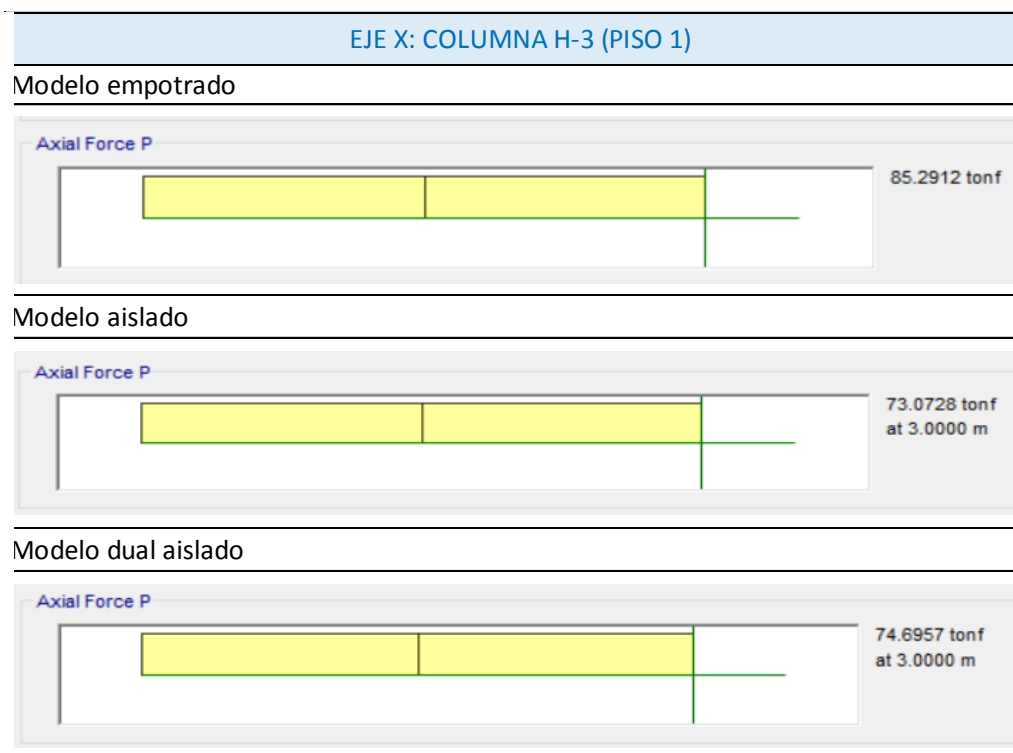 EJE X: COLUMNA H-3 (PISO 1)
Modelo empotrado
Axial Force P
85.2912 tonf
Modelo aislado
Axial Force P
73.0728 tonf
at 3.0000 m
Modelo dual aislado
Axial Force P
74.6957 tonf
at 3.0000 m